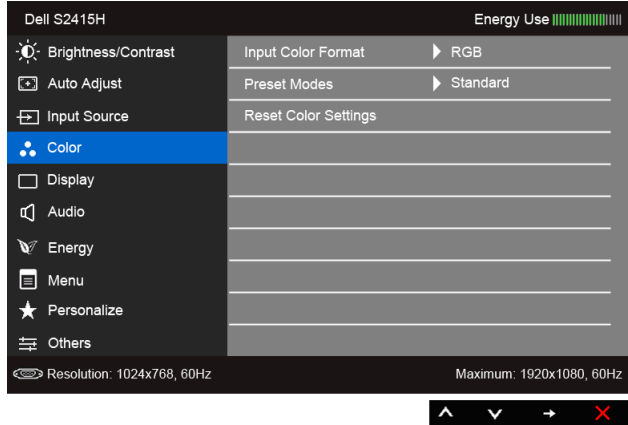 Dell S2415H
Energy Use
Brightness/Contrast
Auto Adjust
Input Source
Color
Display
Audio
Energy
Menu
Personalize
Others
Input Color Format
RGB
Preset Modes
Standard
Reset Color Settings
Resolution: 1024x768, 60Hz
Maximum: 1920x1080, 60Hz